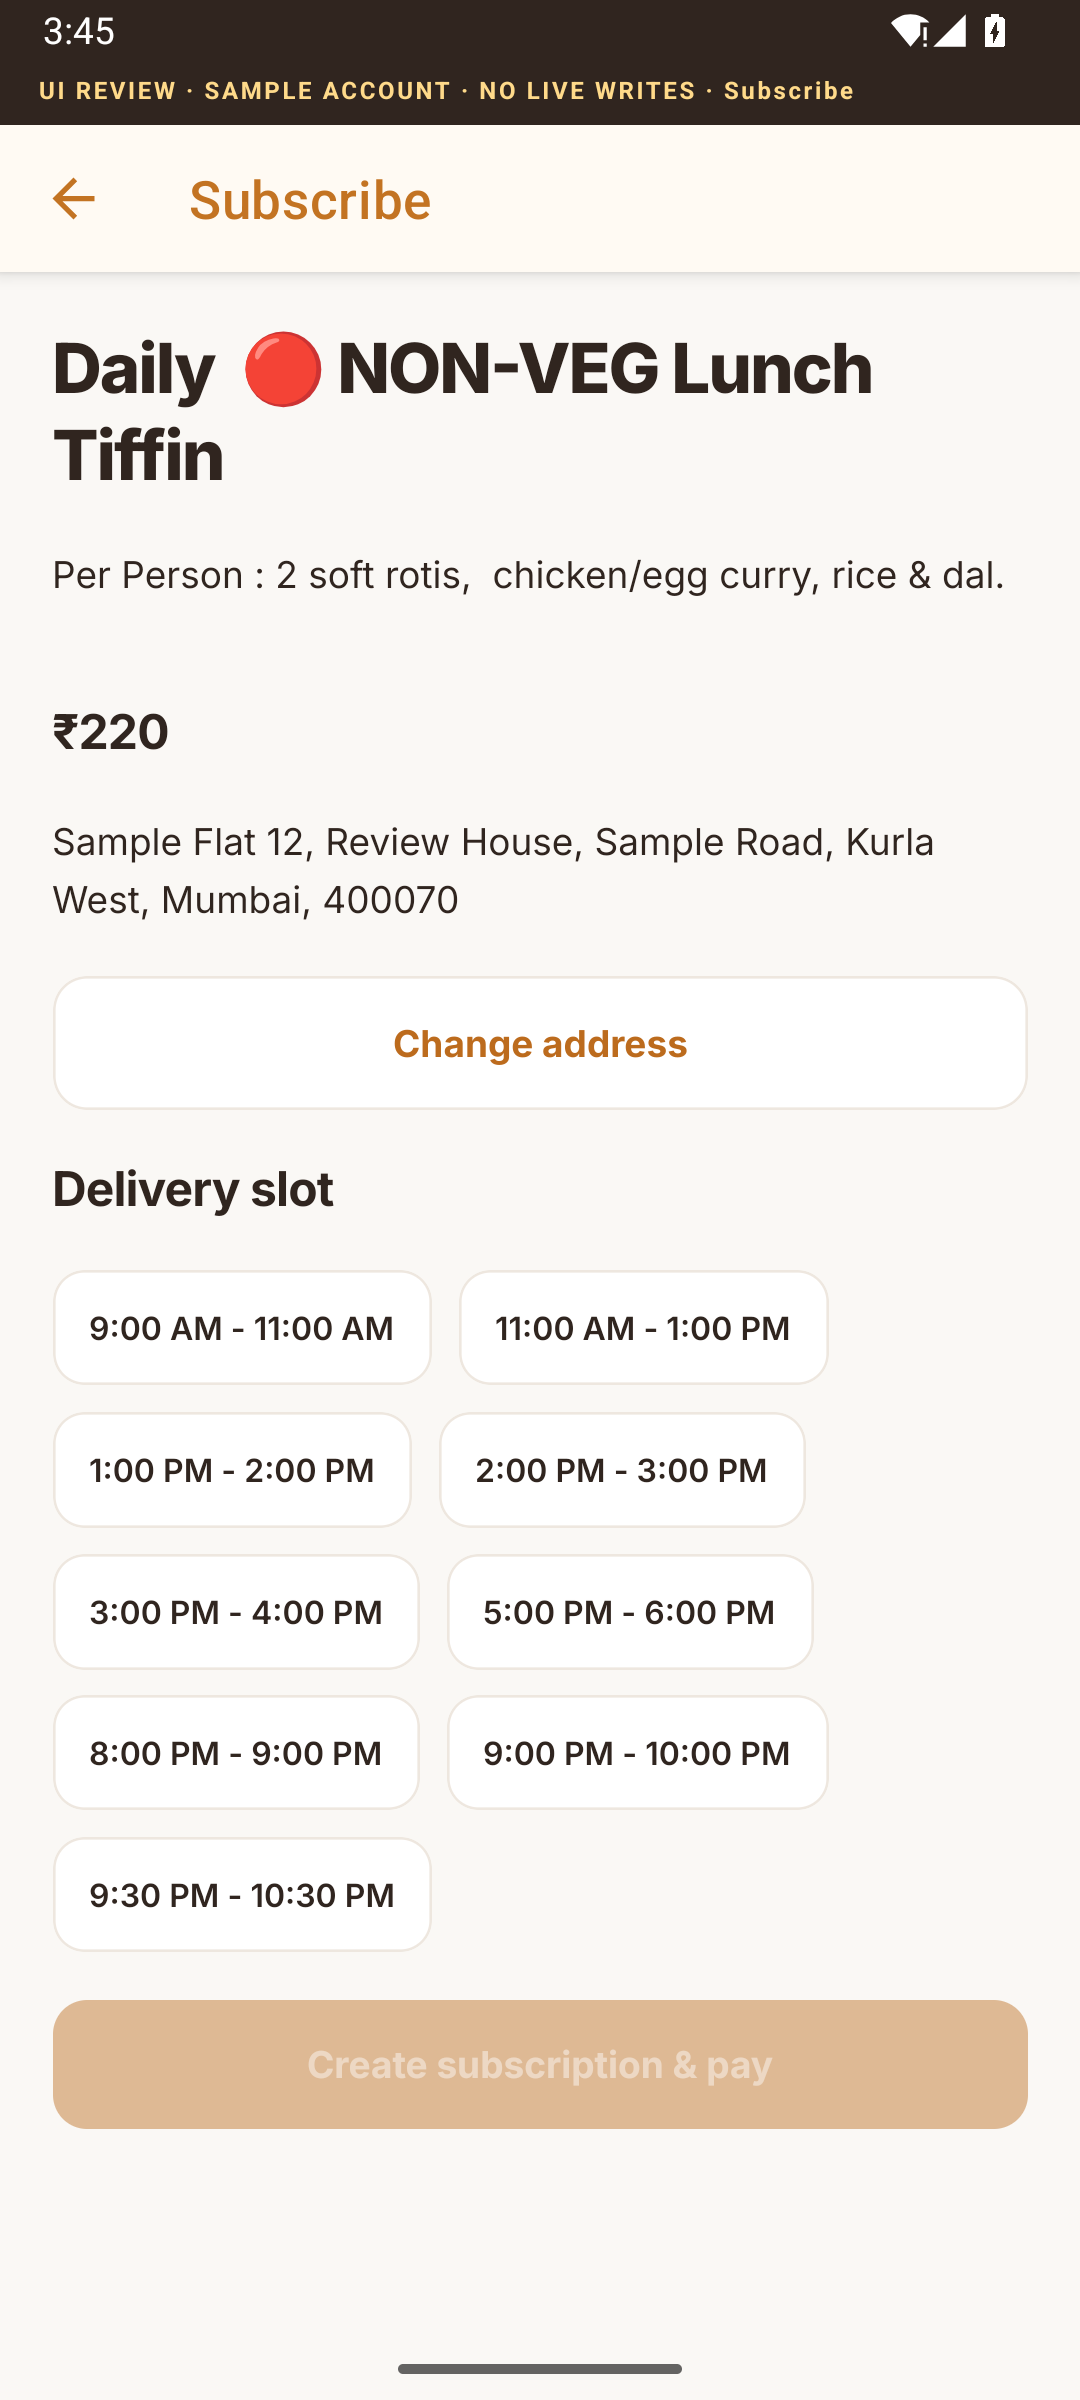 3:45
UI REVIEW · SAMPLE ACCOUNT · NO LIVE WRITES · Subscribe
Subscribe
Daily 🔴 NON-VEG Lunch
Tiffin
Per Person : 2 soft rotis,  chicken/egg curry, rice & dal.
₹220
Sample Flat 12, Review House, Sample Road, Kurla
West, Mumbai, 400070
Change address
Delivery slot
9:00 AM - 11:00 AM
11:00 AM - 1:00 PM
1:00 PM - 2:00 PM
2:00 PM - 3:00 PM
3:00 PM - 4:00 PM
5:00 PM - 6:00 PM
8:00 PM - 9:00 PM
9:00 PM - 10:00 PM
9:30 PM - 10:30 PM
Create subscription & pay